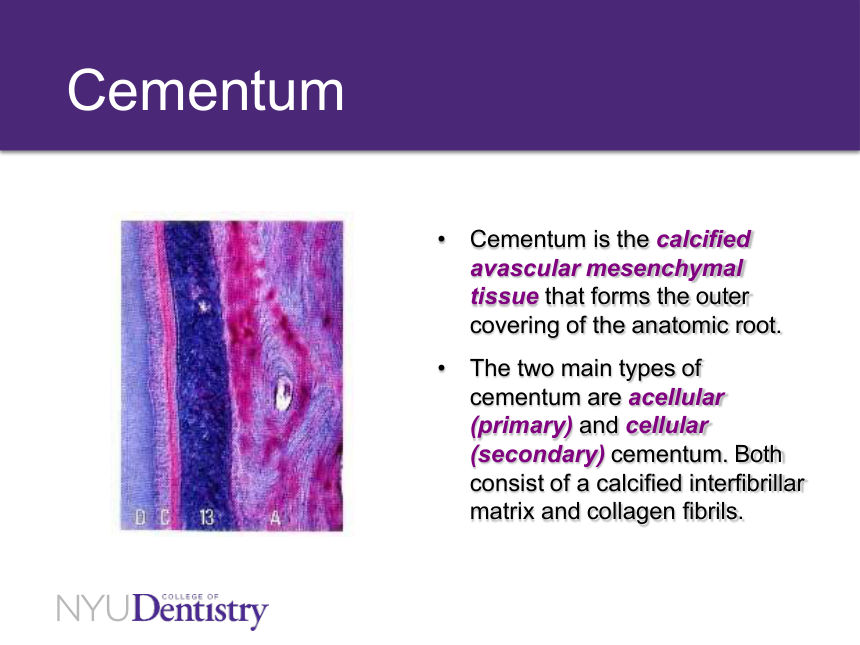 Cementum
• Cementum is the calcified
avascular mesenchymal
tissue that forms the outer
covering of the anatomic root.
• The two main types of
cementum are acellular
(primary) and cellular
(secondary) cementum. Both
consist of a calcified interfibrillar
matrix and collagen fibrils.
D C 13 A
NYU COLLEGE OF Dentistry